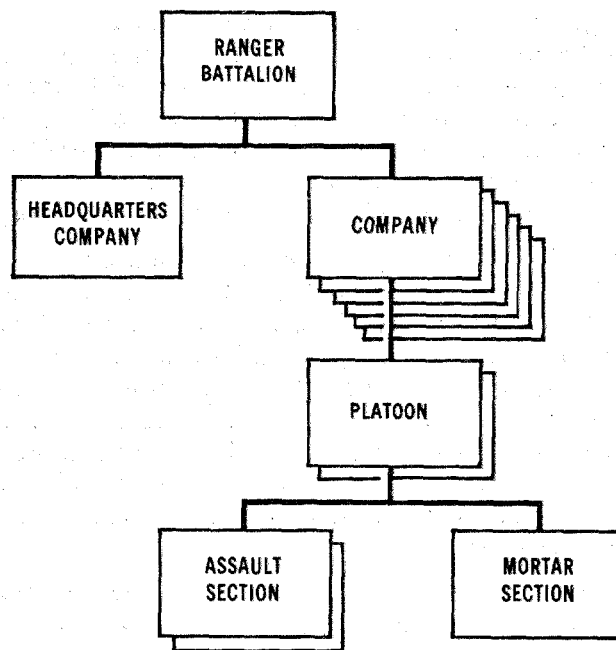 RANGER
BATTALION
HEADQUARTERS
COMPANY
COMPANY
PLATOON
ASSAULT
SECTION
MORTAR
SECTION